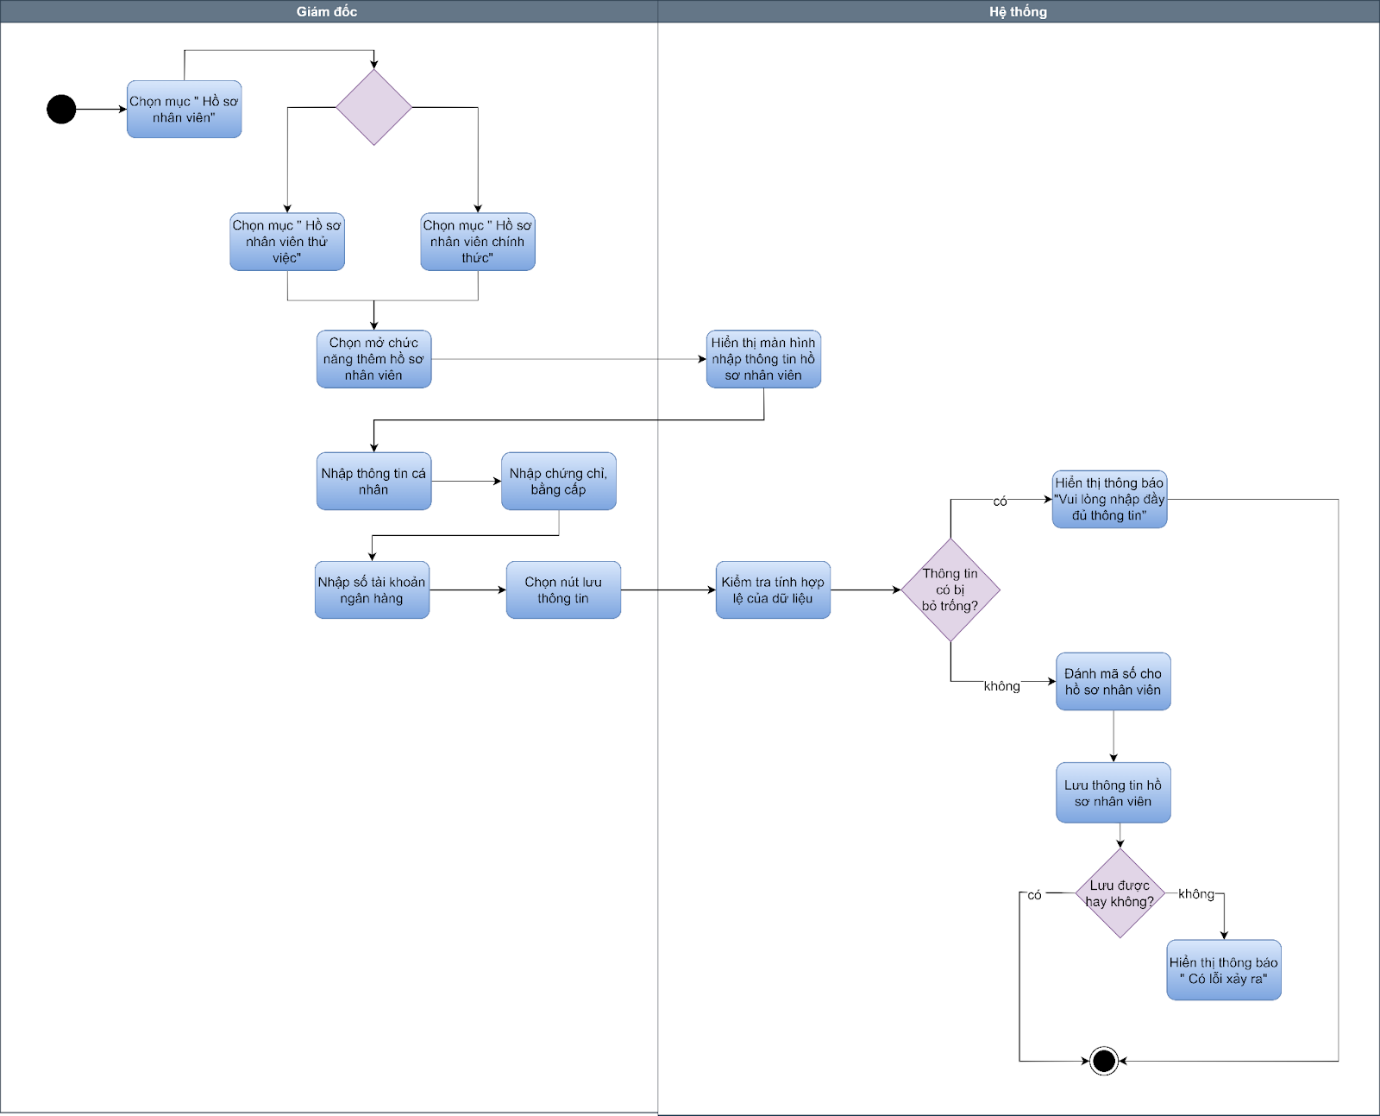 Giám đốc
Hệ thống
Chọn mục " Hồ sơ
nhân viên"
Chọn mục " Hồ sơ
nhân viên thử
việc"
Chọn mục " Hồ sơ
nhân viên chính
thức"
Chọn mở chức
năng thêm hồ sơ
nhân viên
Hiển thị màn hình
nhập thông tin hồ
sơ nhân viên
Nhập thông tin cá
nhân
Nhập chứng chỉ,
bằng cấp
Hiển thị thông báo
"Vui lòng nhập đầy
đủ thông tin"
có
Nhập số tài khoản
ngân hàng
Chọn nút lưu
thông tin
Kiểm tra tính hợp
lệ của dữ liệu
Thông tin
có bị
bỏ trống?
không
Đánh mã số cho
hồ sơ nhân viên
Lưu thông tin hồ
sơ nhân viên
Lưu được
hay không?
có
không
Hiển thị thông báo
" Có lỗi xảy ra"